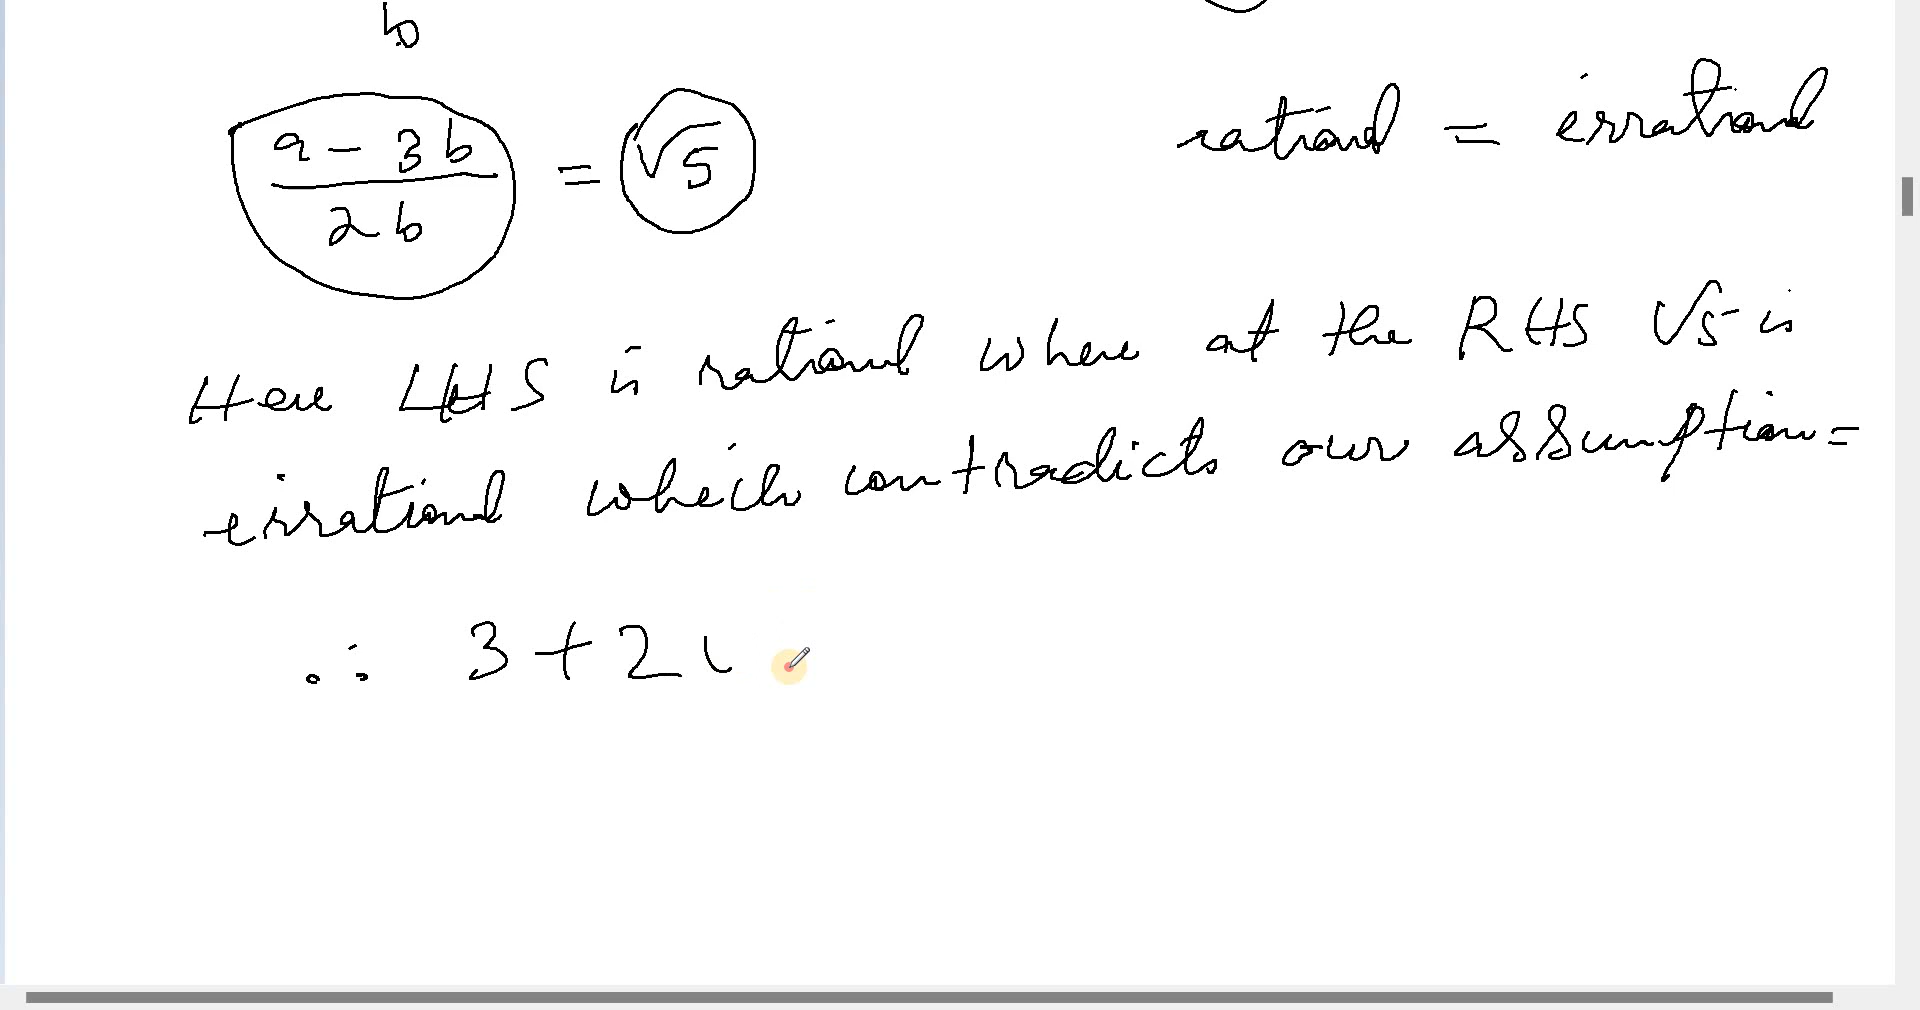 b
a - 3b
2b
= √5
rational = irrational
Here LHS is rational where at the RHS √5 is
irrational which contradicts our assumption=
∴ 3 + 2